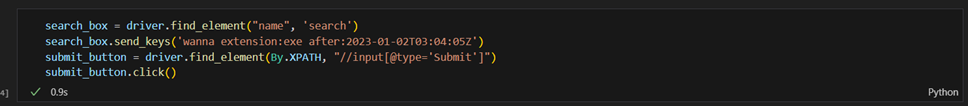 search_box = driver.find_element("name", 'search')
search_box.send_keys('wanna extension:exe after:2023-01-02T03:04:05Z')
submit_button = driver.find_element(By.XPATH, "//input[@type='Submit']")
submit_button.click()
4] ✓ 0.9s Python